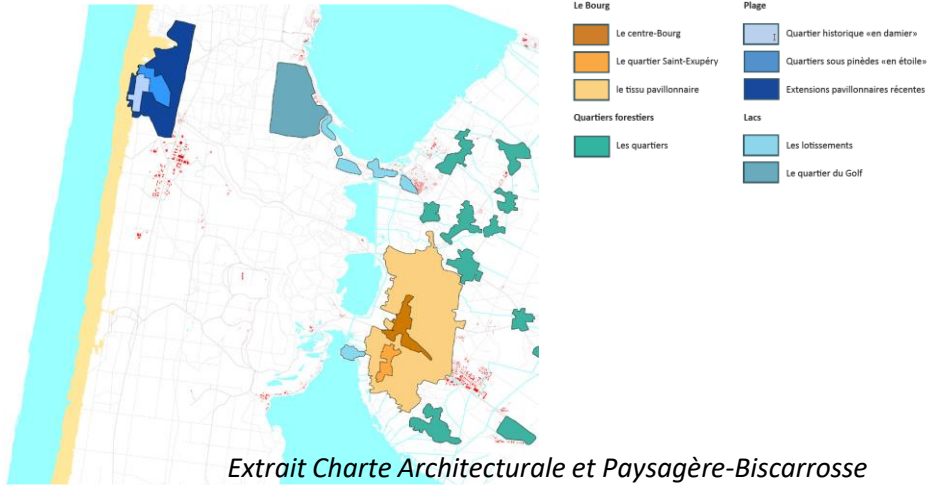 Le Bourg
Le centre-Bourg
Le quartier Saint-Exupéry
le tissu pavillonnaire
Quartiers forestiers
Les quartiers
Plage
Quartier historique «en damier»
Quartiers sous pinèdes «en étoile»
Extensions pavillonnaires récentes
Lacs
Les lotissements
Le quartier du Golf
Extrait Charte Architecturale et Paysagère-Biscarrosse